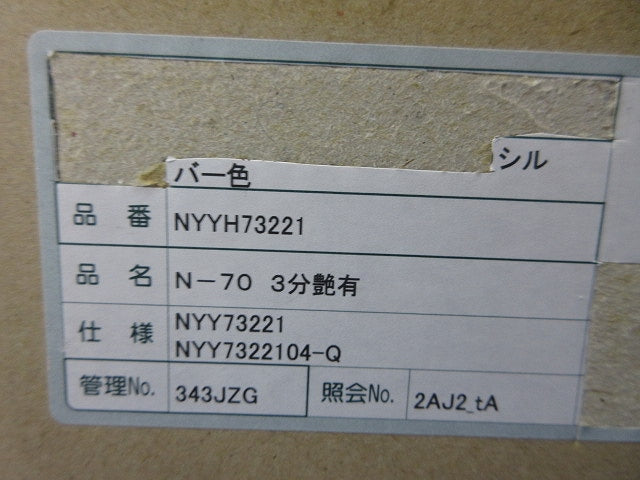 シル
バー色
品番 NYYH73221
品名 N-70 3分艶有
仕様 NYY73221
NYY7322104-Q
管理No. 343JZG 照会No. 2AJ2_tA